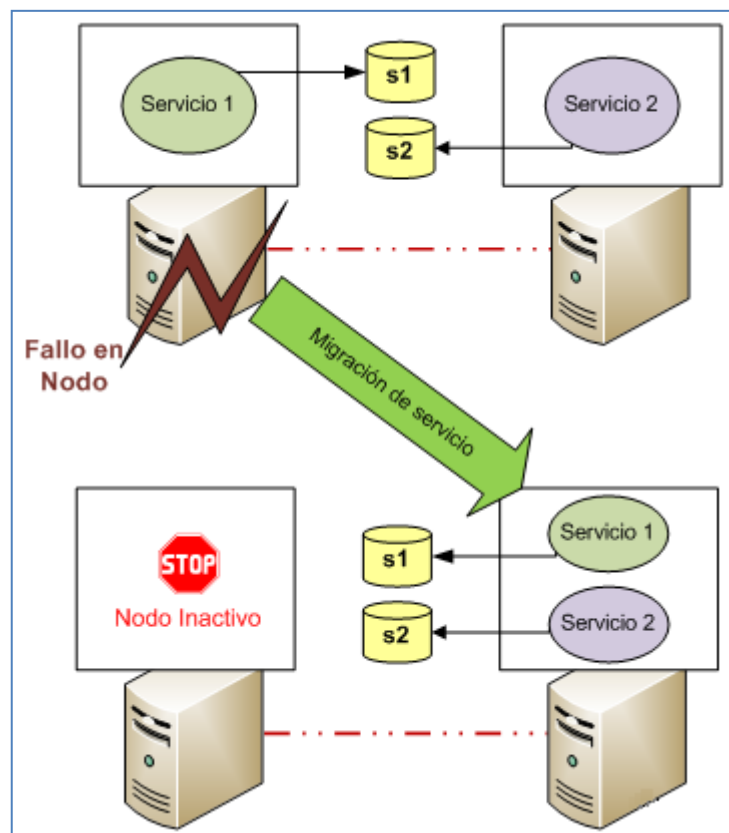 Servicio 1
s1
Servicio 2
s2
Fallo en
Nodo
Migración de servicio
STOP
Nodo Inactivo
s1
Servicio 1
s2
Servicio 2